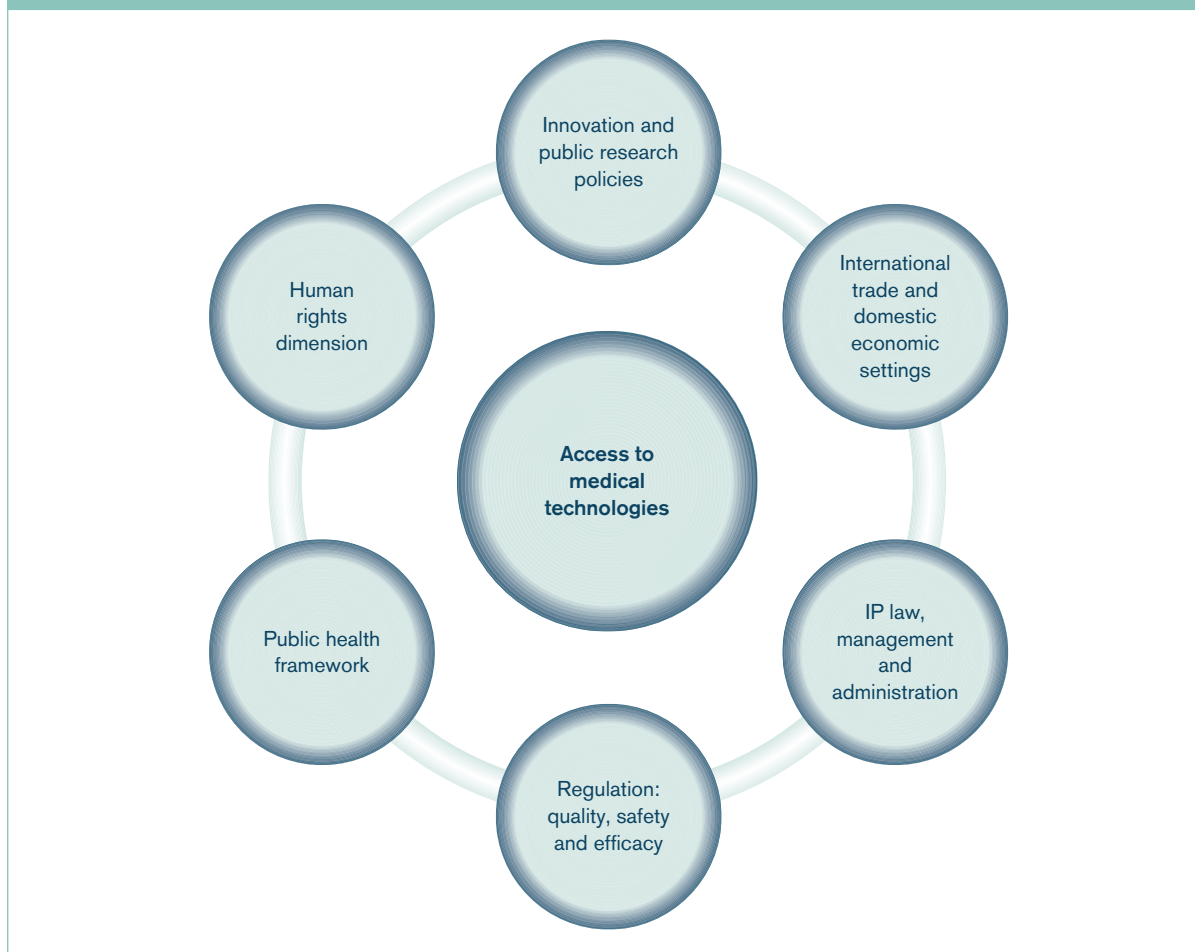 Innovation and
public research
policies
International
trade and
domestic
economic
settings
Human
rights
dimension
Access to
medical
technologies
IP law,
management
and
administration
Public health
framework
Regulation:
quality, safety
and efficacy